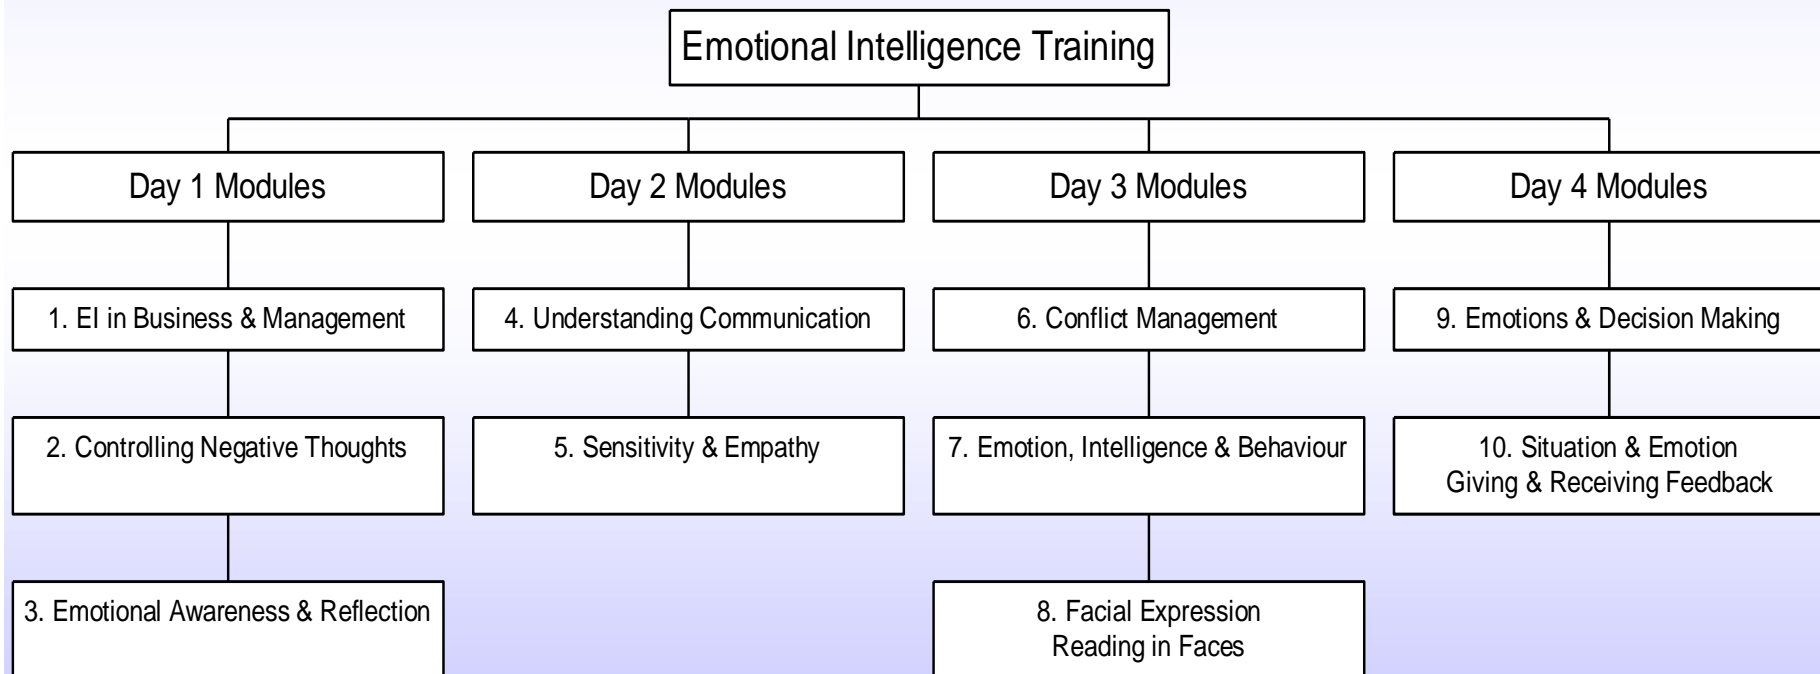 Emotional Intelligence Training
Day 1 Modules
Day 2 Modules
Day 3 Modules
Day 4 Modules
1. EI in Business & Management
4. Understanding Communication
6. Conflict Management
9. Emotions & Decision Making
2. Controlling Negative Thoughts
5. Sensitivity & Empathy
7. Emotion, Intelligence & Behaviour
10. Situation & Emotion
Giving & Receiving Feedback
3. Emotional Awareness & Reflection
8. Facial Expression
Reading in Faces